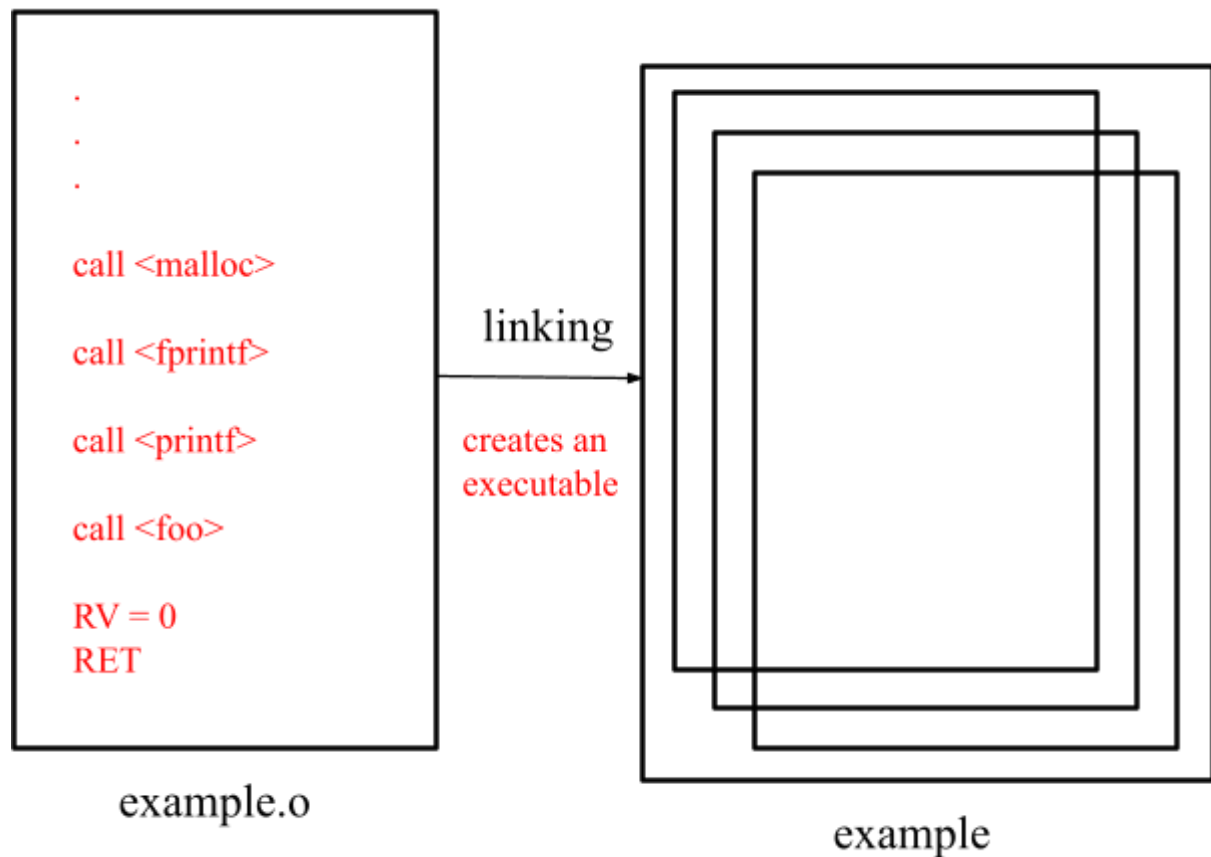 .
.
.
call <malloc>
call <fprintf>
call <printf>
call <foo>
RV = 0
RET
example.o
linking
creates an
executable
example